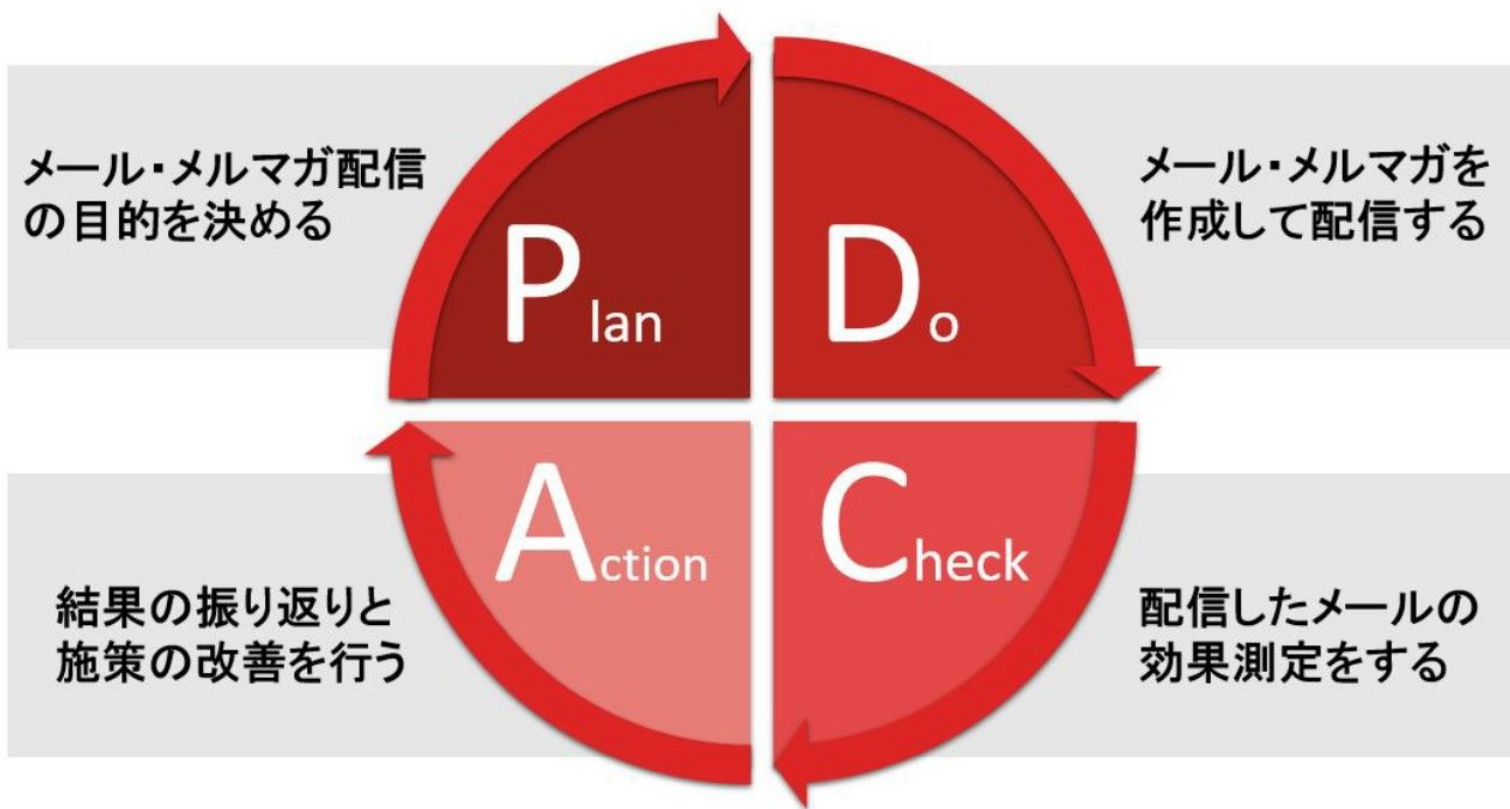 メール・メルマガ配信
の目的を決める
Plan
Do
メール・メルマガを
作成して配信する
結果の振り返りと
施策の改善を行う
Action
Check
配信したメールの
効果測定をする